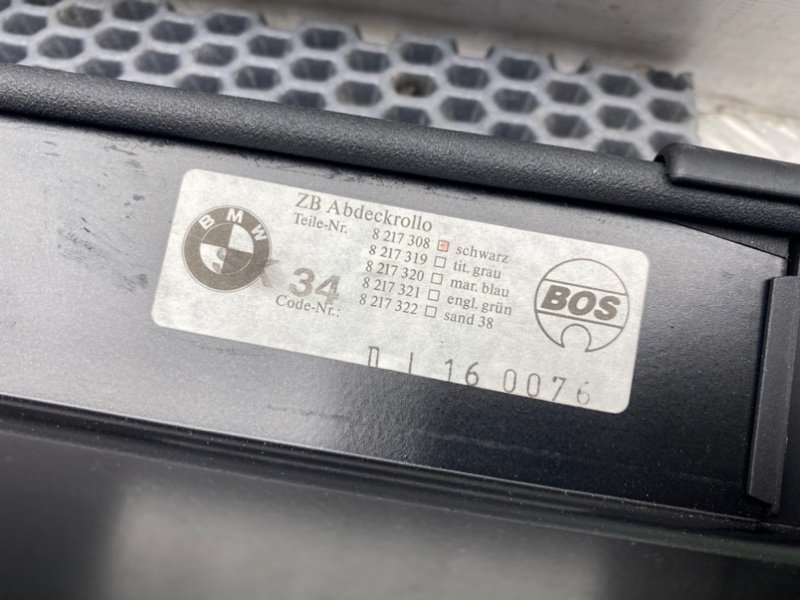 BMW
ZB Abdeckrollo
Teile-Nr. 8 217 308 schwarz
8 217 319 tit. grau
8 217 320 mar. blau
8 217 321 engl. grün
Code-Nr.: 8 217 322 sand 38
34
BOS
16 0076